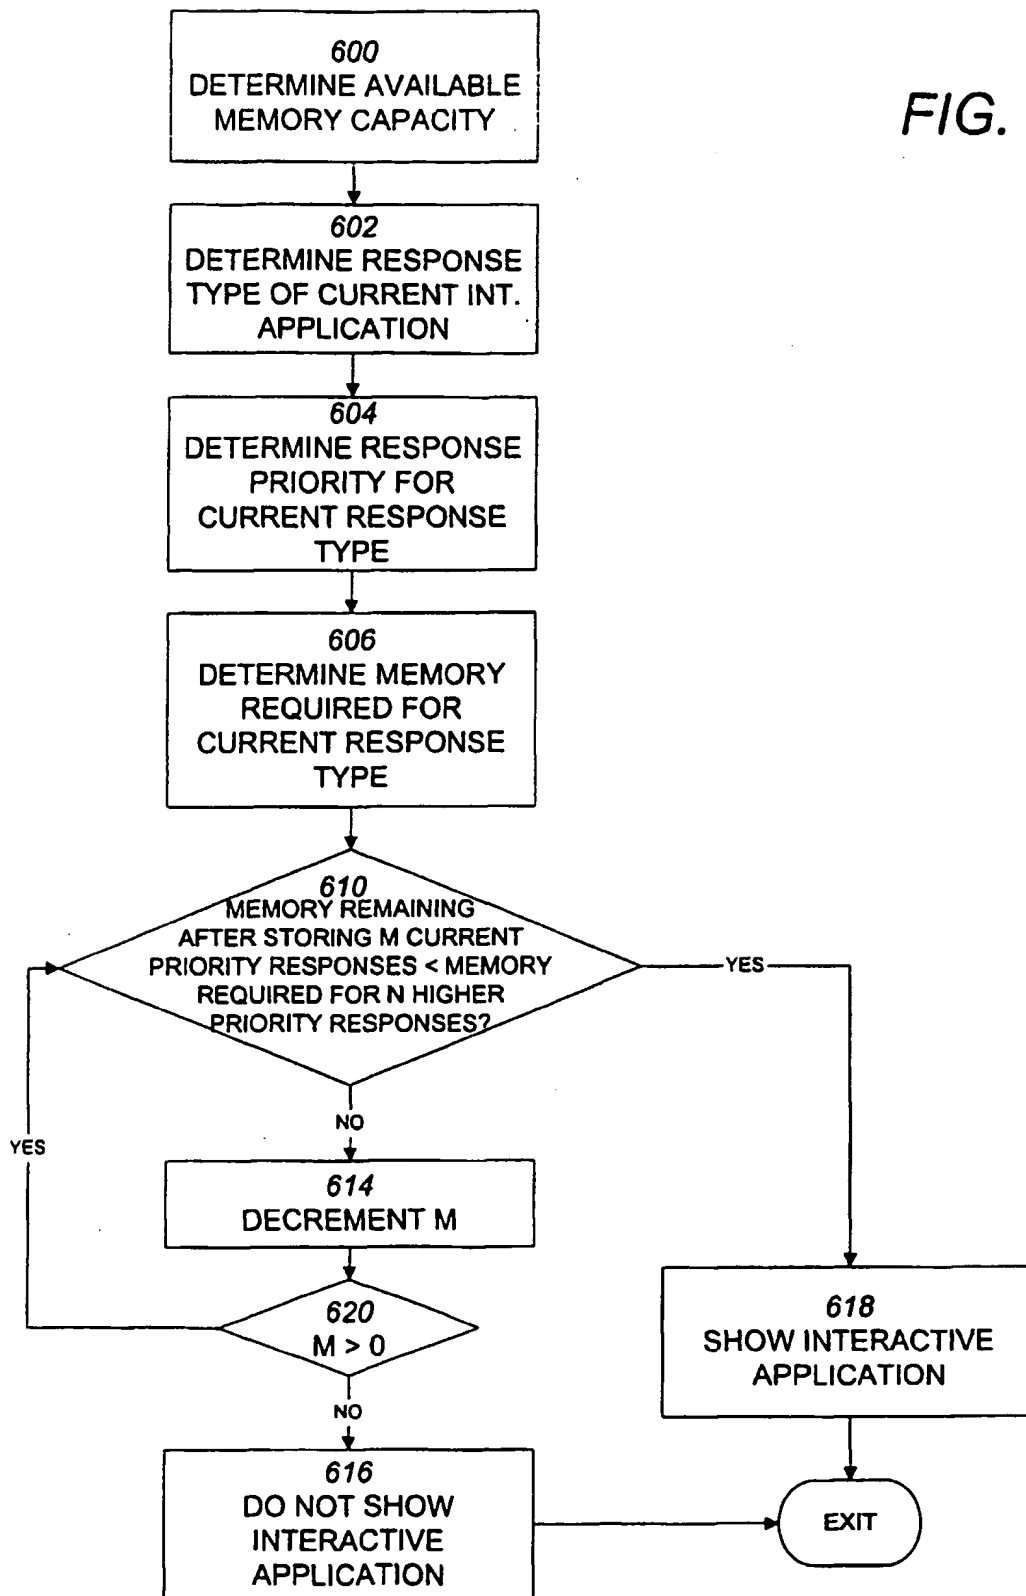 FIG.
600
DETERMINE AVAILABLE
MEMORY CAPACITY
602
DETERMINE RESPONSE
TYPE OF CURRENT INT.
APPLICATION
604
DETERMINE RESPONSE
PRIORITY FOR
CURRENT RESPONSE
TYPE
606
DETERMINE MEMORY
REQUIRED FOR
CURRENT RESPONSE
TYPE
610
MEMORY REMAINING
AFTER STORING M CURRENT
PRIORITY RESPONSES < MEMORY
REQUIRED FOR N HIGHER
PRIORITY RESPONSES?
YES
NO
YES
614
DECREMENT M
620
M > 0
NO
618
SHOW INTERACTIVE
APPLICATION
616
DO NOT SHOW
INTERACTIVE
APPLICATION
EXIT